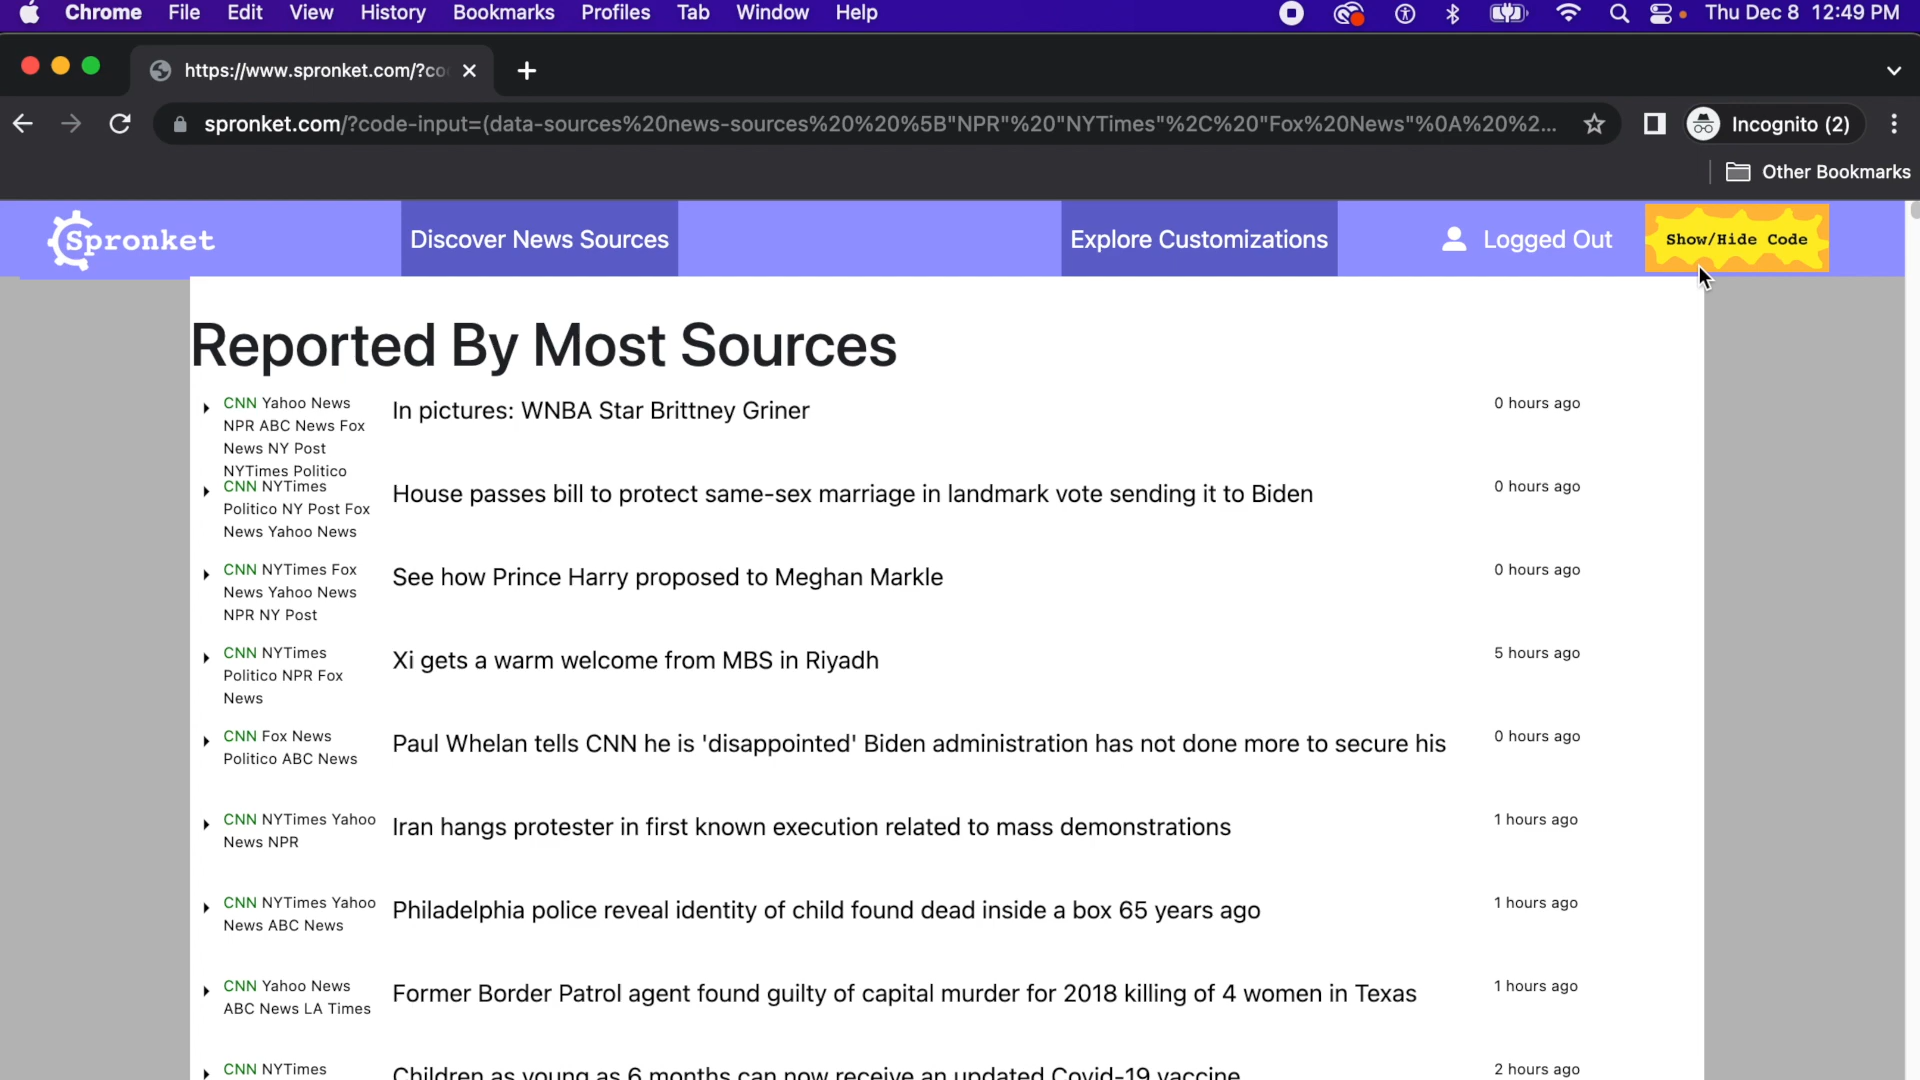 Chrome File Edit View History Bookmarks Profiles Tab Window Help Thu Dec 8 12:49 PM
https://www.spronket.com/?co
spronket.com/?code-input=(data-sources%20news-sources%20%20%5B"NPR"%20"NYTimes"%2C%20"Fox%20News"%0A%20%2... Incognito (2)
Other Bookmarks
Spronket Discover News Sources Explore Customizations Logged Out Show/Hide Code
Reported By Most Sources
CNN Yahoo News
NPR ABC News Fox
News NY Post
NYTimes Politico
In pictures: WNBA Star Brittney Griner
0 hours ago
CNN NYTimes
Politico NY Post Fox
News Yahoo News
House passes bill to protect same-sex marriage in landmark vote sending it to Biden
0 hours ago
CNN NYTimes Fox
News Yahoo News
NPR NY Post
See how Prince Harry proposed to Meghan Markle
0 hours ago
CNN NYTimes
Politico NPR Fox
News
Xi gets a warm welcome from MBS in Riyadh
5 hours ago
CNN Fox News
Politico ABC News
Paul Whelan tells CNN he is 'disappointed' Biden administration has not done more to secure his
0 hours ago
CNN NYTimes Yahoo
News NPR
Iran hangs protester in first known execution related to mass demonstrations
1 hours ago
CNN NYTimes Yahoo
News ABC News
Philadelphia police reveal identity of child found dead inside a box 65 years ago
1 hours ago
CNN Yahoo News
ABC News LA Times
Former Border Patrol agent found guilty of capital murder for 2018 killing of 4 women in Texas
1 hours ago
CNN NYTimes
Children as young as 6 months can now receive an updated Covid-19 vaccine
2 hours ago